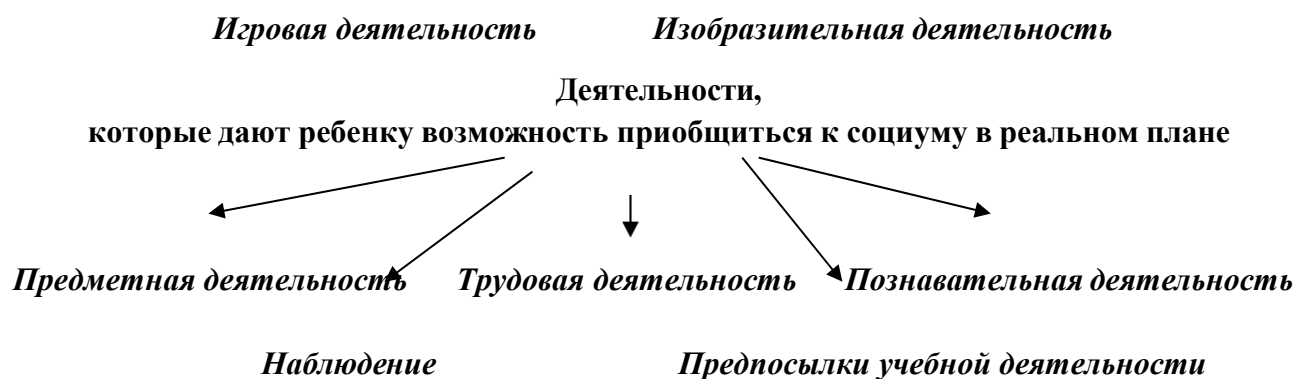 Игровая деятельность Изобразительная деятельность
Деятельности,
которые дают ребенку возможность приобщиться к социуму в реальном плане
Предметная деятельность Трудовая деятельность Познавательная деятельность
Наблюдение Предпосылки учебной деятельности